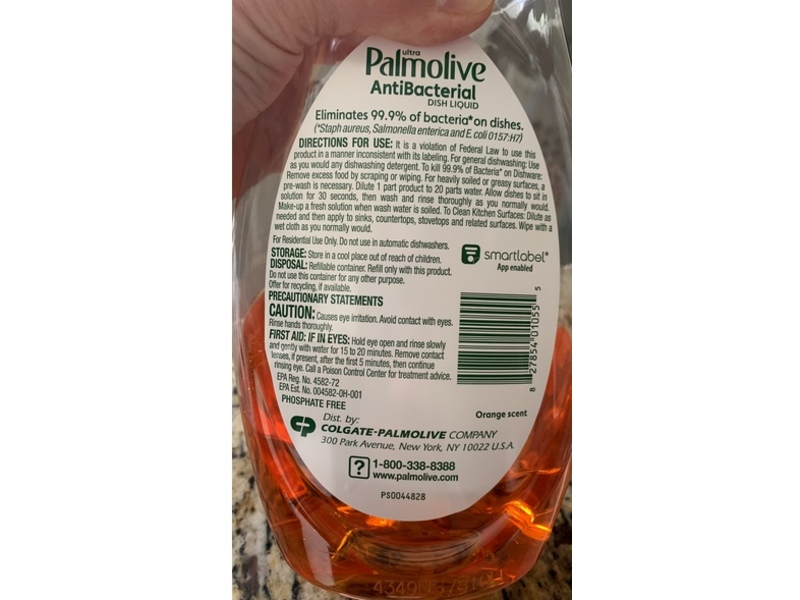 ultra
Palmolive
AntiBacterial
DISH LIQUID
Eliminates 99.9% of bacteria* on dishes.
(*Staph aureus, Salmonella enterica and E. coli 0157:H7)
DIRECTIONS FOR USE: It is a violation of Federal Law to use this
product in a manner inconsistent with its labeling. For general dishwashing: Use
as you would any dishwashing detergent. To kill 99.9% of Bacteria* on Dishware:
Remove excess food by scraping or wiping. For heavily soiled or greasy surfaces, a
pre-wash is necessary. Dilute 1 part product to 20 parts water. Allow dishes to sit in
solution for 30 seconds, then wash and rinse thoroughly as you normally would.
Make-up a fresh solution when wash water is soiled. To Clean Kitchen Surfaces: Dilute as
needed and then apply to sinks, countertops, stovetops and related surfaces. Wipe with a
wet cloth as you normally would.
For Residential Use Only. Do not use in automatic dishwashers.
STORAGE: Store in a cool place out of reach of children.
DISPOSAL: Refillable container. Refill only with this product.
Do not use this container for any other purpose.
Offer for recycling, if available.
smartlabel*
App enabled
PRECAUTIONARY STATEMENTS
CAUTION: Causes eye irritation. Avoid contact with eyes.
Rinse hands thoroughly.
FIRST AID: IF IN EYES: Hold eye open and rinse slowly
and gently with water for 15 to 20 minutes. Remove contact
lenses, if present, after the first 5 minutes, then continue
rinsing eye. Call a Poison Control Center for treatment advice.
EPA Reg. No. 4582-72
EPA Est. No. 004582-OH-001
PHOSPHATE FREE
8 27854 01055 5
Orange scent
Dist. by:
CP COLGATE-PALMOLIVE COMPANY
300 Park Avenue, New York, NY 10022 U.S.A.
? 1-800-338-8388
www.palmolive.com
PS0044828